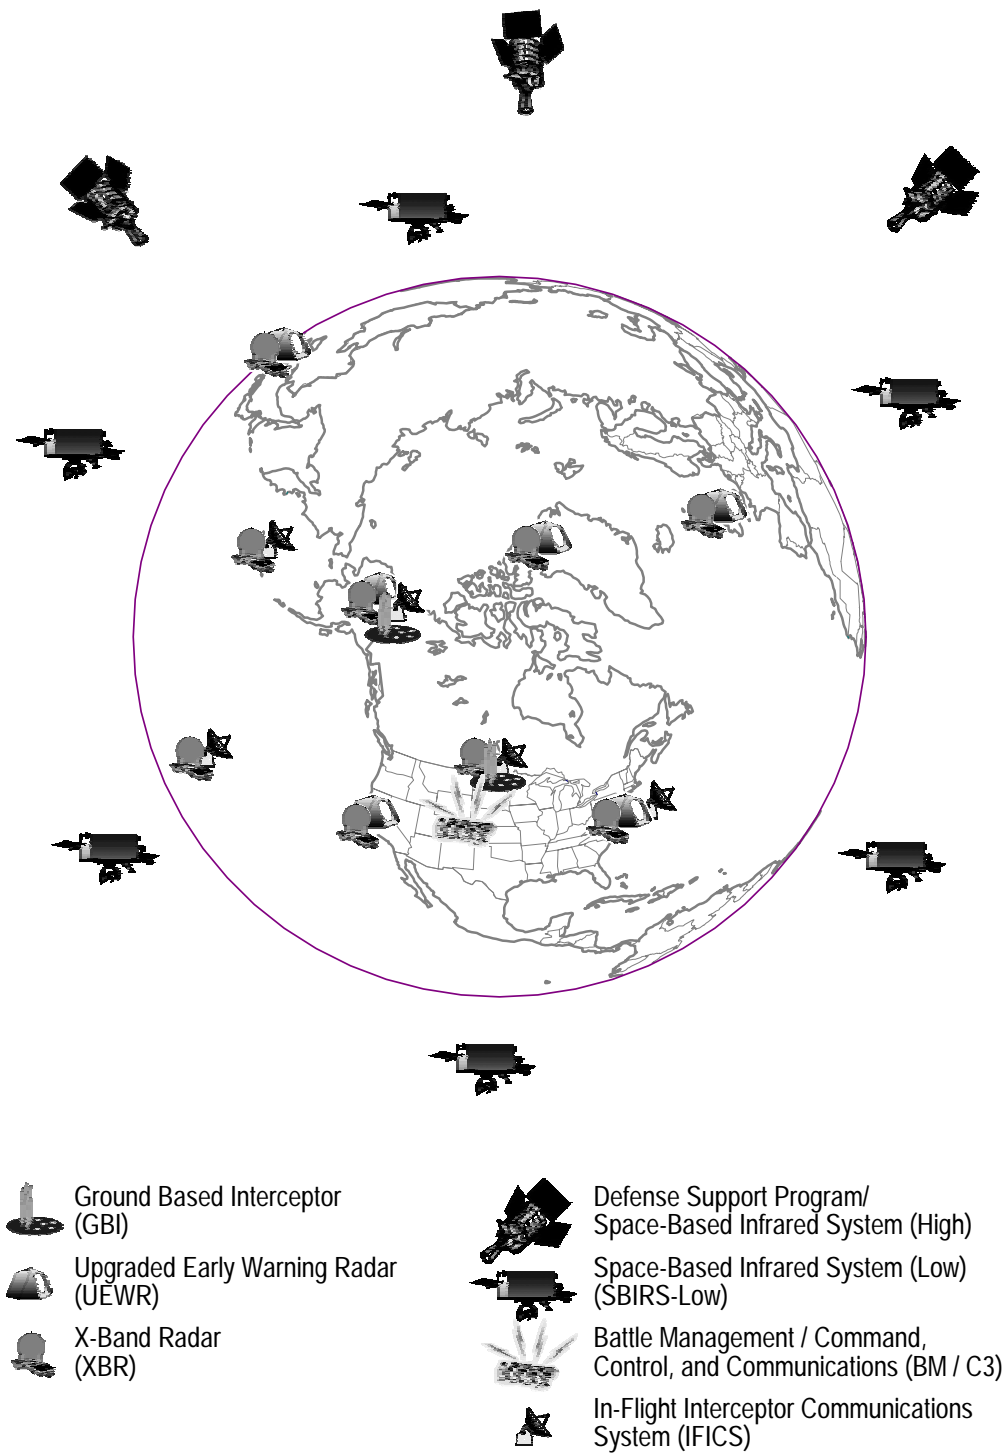 Ground Based Interceptor
(GBI)
Upgraded Early Warning Radar
(UEWR)
X-Band Radar
(XBR)
Defense Support Program/
Space-Based Infrared System (High)
Space-Based Infrared System (Low)
(SBIRS-Low)
Battle Management / Command,
Control, and Communications (BM / C3)
In-Flight Interceptor Communications
System (IFICS)